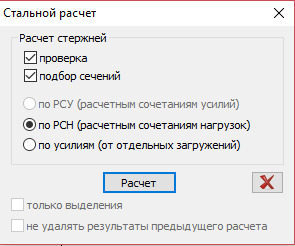 Стальной расчет
Расчет стержней
проверка
подбор сечений
по РСУ (расчетным сочетаниям усилий)
по РСН (расчетным сочетаниям нагрузок)
по усилиям (от отдельных загружений)
Расчет
только выделения
не удалять результаты предыдущего расчета